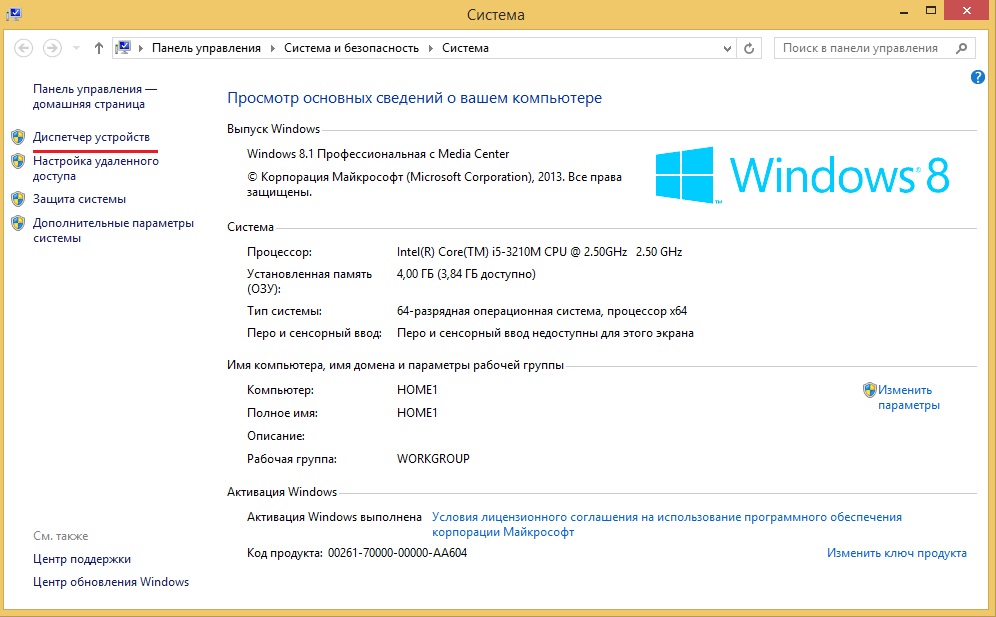 Система
Панель управления Система и безопасность Система
Поиск в панели управления
?
Панель управления —
домашняя страница
Диспетчер устройств
Настройка удаленного
доступа
Защита системы
Дополнительные параметры
системы
Просмотр основных сведений о вашем компьютере
Выпуск Windows
Windows 8.1 Профессиональная с Media Center
© Корпорация Майкрософт (Microsoft Corporation), 2013. Все права
защищены.
Windows® 8
™
Система
Процессор: Intel(R) Core(TM) i5-3210M CPU @ 2.50GHz 2.50 GHz
Установленная память
(ОЗУ):
4,00 ГБ (3,84 ГБ доступно)
Тип системы: 64-разрядная операционная система, процессор x64
Перо и сенсорный ввод: Перо и сенсорный ввод недоступны для этого экрана
Имя компьютера, имя домена и параметры рабочей группы
Компьютер: HOME1
Изменить
параметры
Полное имя: HOME1
Описание:
Рабочая группа: WORKGROUP
Активация Windows
Активация Windows выполнена Условия лицензионного соглашения на использование программного обеспечения
корпорации Майкрософт
Код продукта: 00261-70000-00000-AA604
Изменить ключ продукта
См. также
Центр поддержки
Центр обновления Windows